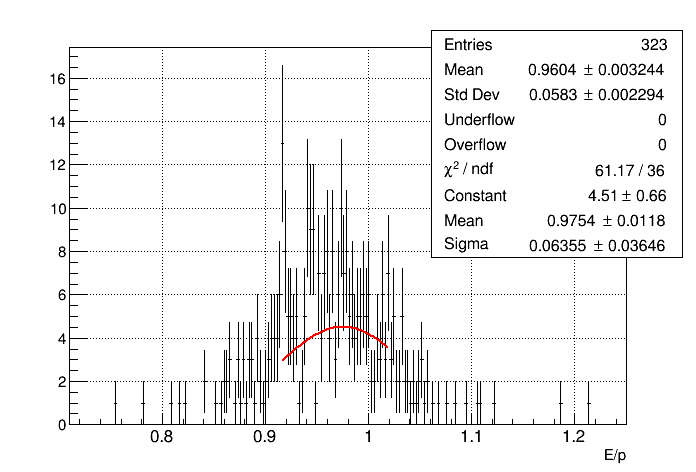 Entries 323
Mean 0.9604 ± 0.003244
Std Dev 0.0583 ± 0.002294
Underflow 0
Overflow 0
χ² / ndf 61.17 / 36
Constant 4.51 ± 0.66
Mean 0.9754 ± 0.0118
Sigma 0.06355 ± 0.03646
16
14
12
10
8
6
4
2
0
0.8 0.9 1 1.1 1.2
E/p